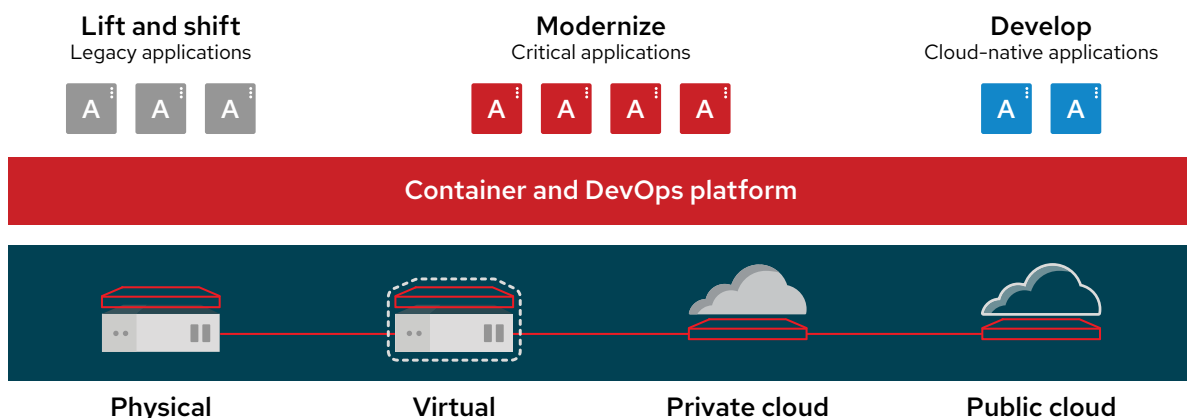 Lift and shift
Legacy applications
Modernize
Critical applications
Develop
Cloud-native applications
A A A
A A A A
A A
Container and DevOps platform
Physical
Virtual
Private cloud
Public cloud